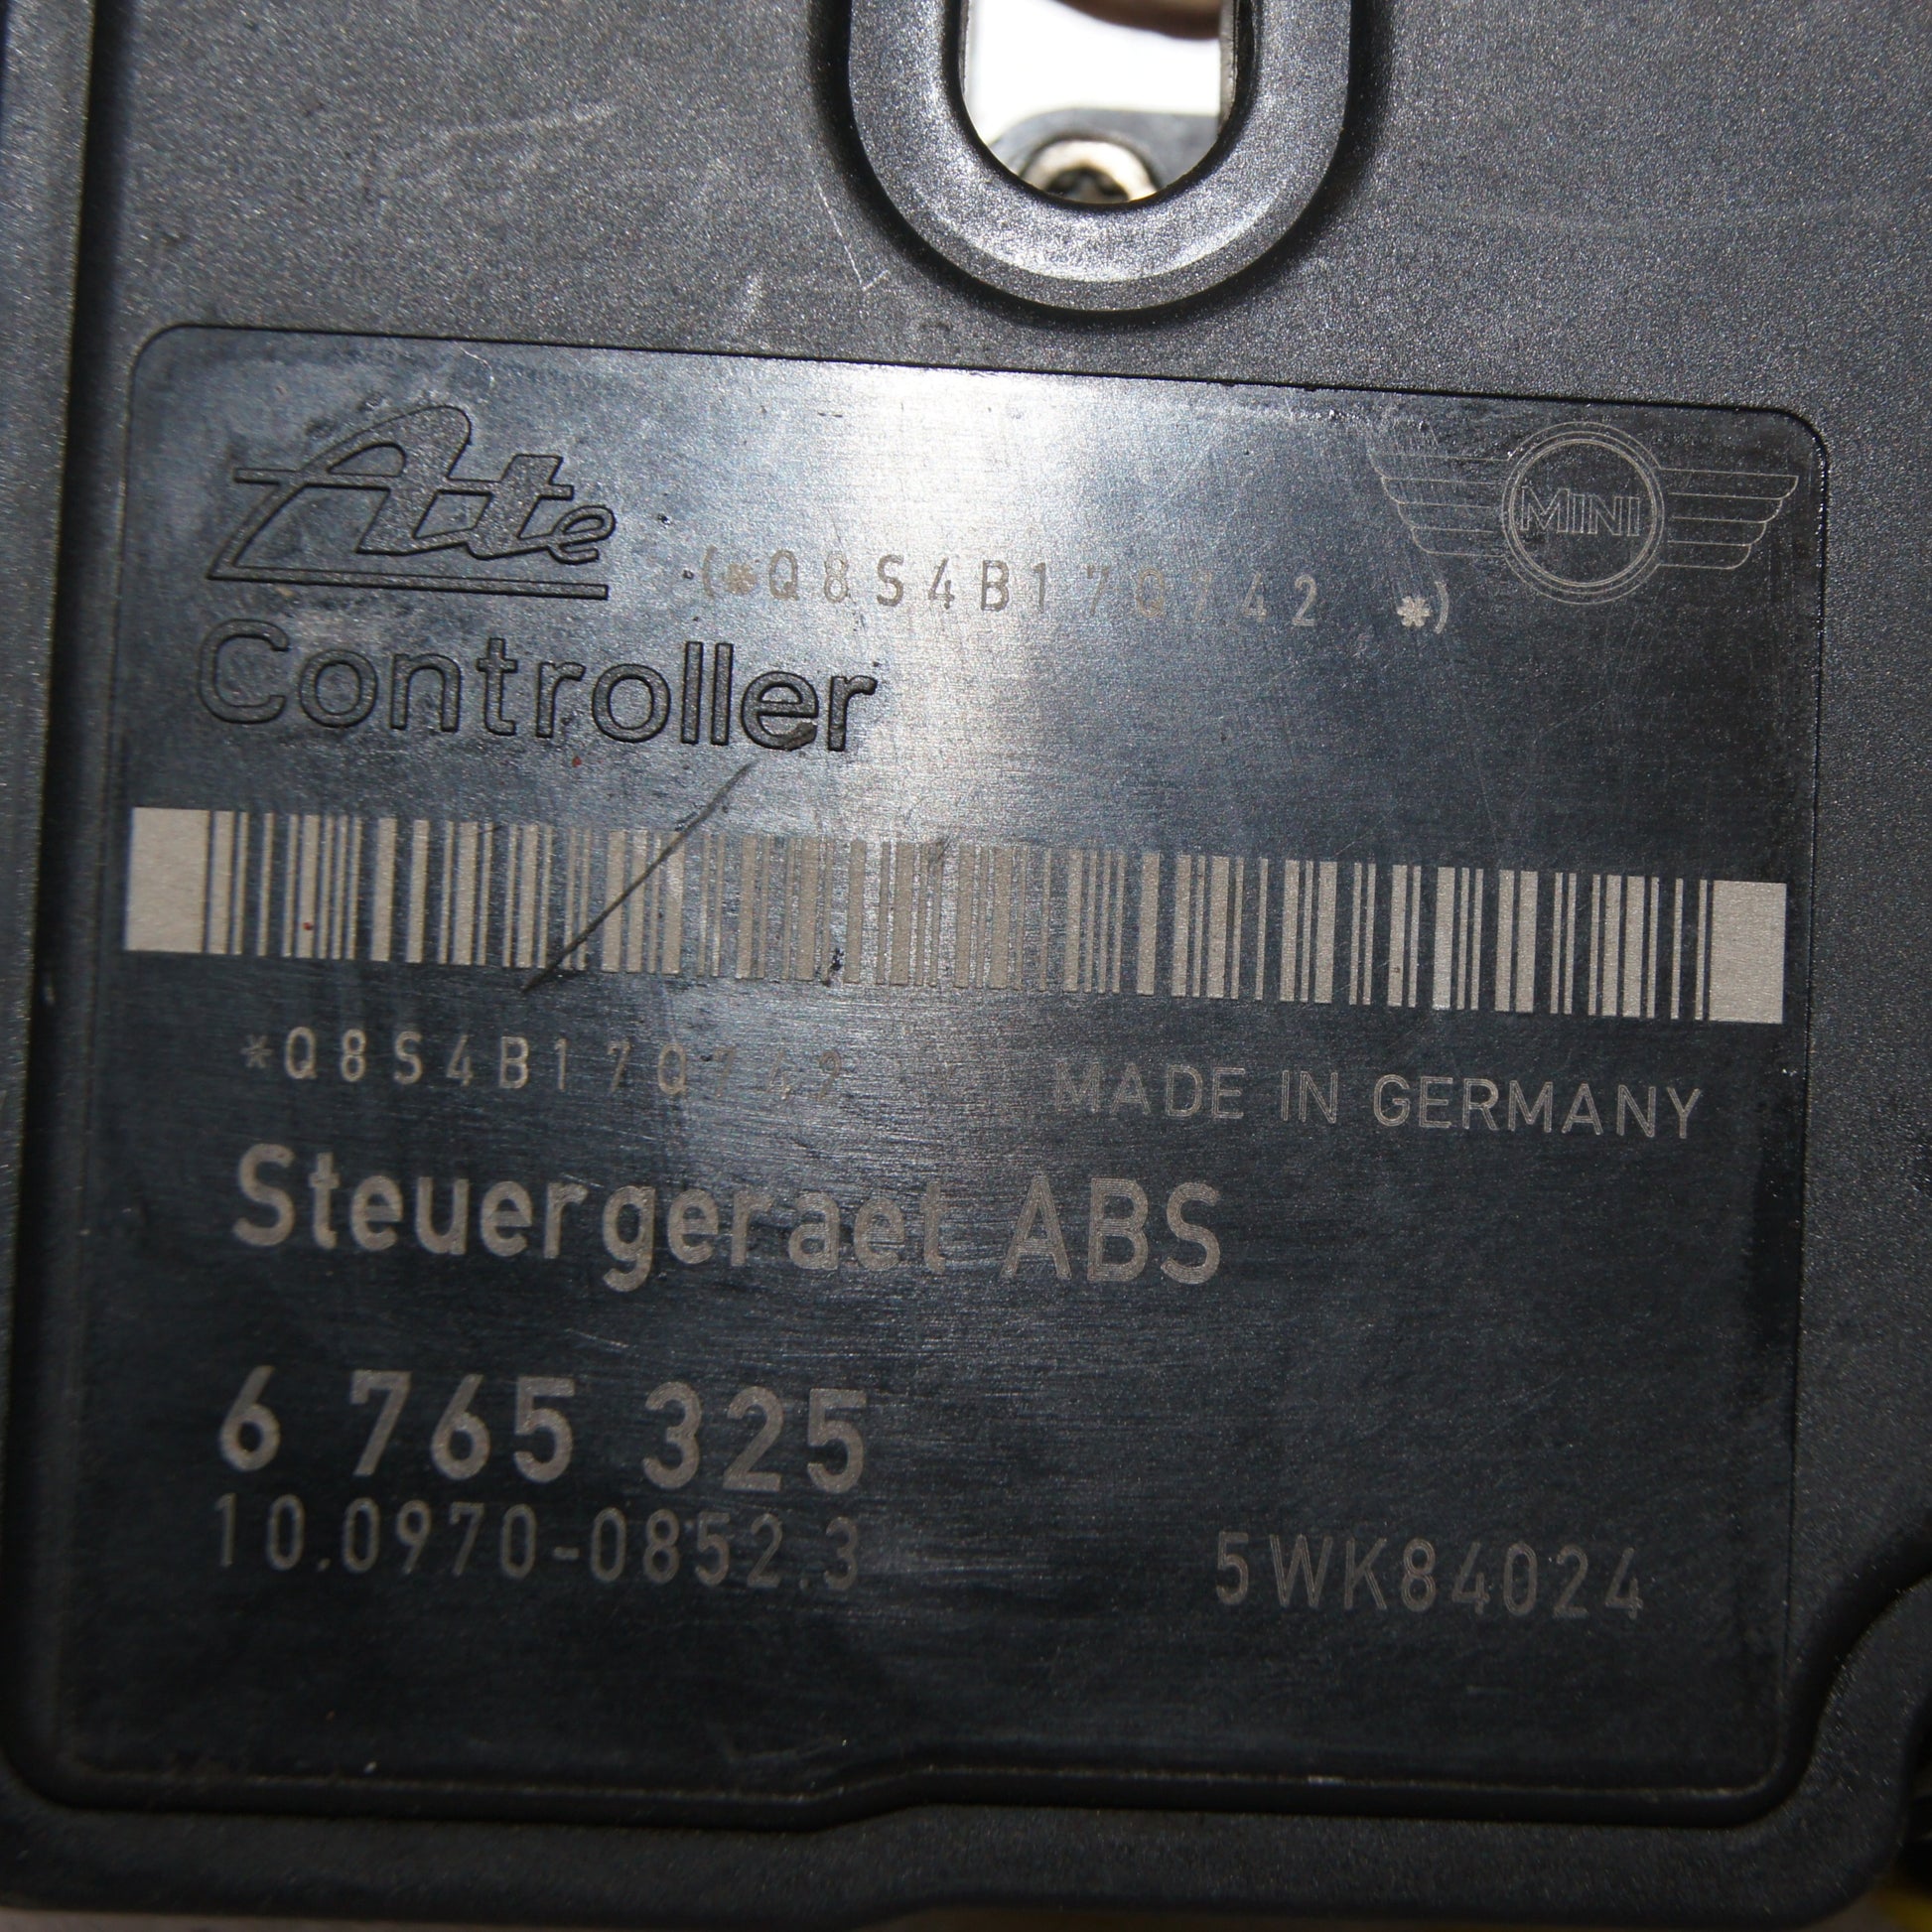 Ate
(*Q8S4B17Q742 *)
MINI
Controller
*Q8S4B17Q742
MADE IN GERMANY
Steuergeraet ABS
6 765 325
10.0970-0852.3
5WK84024